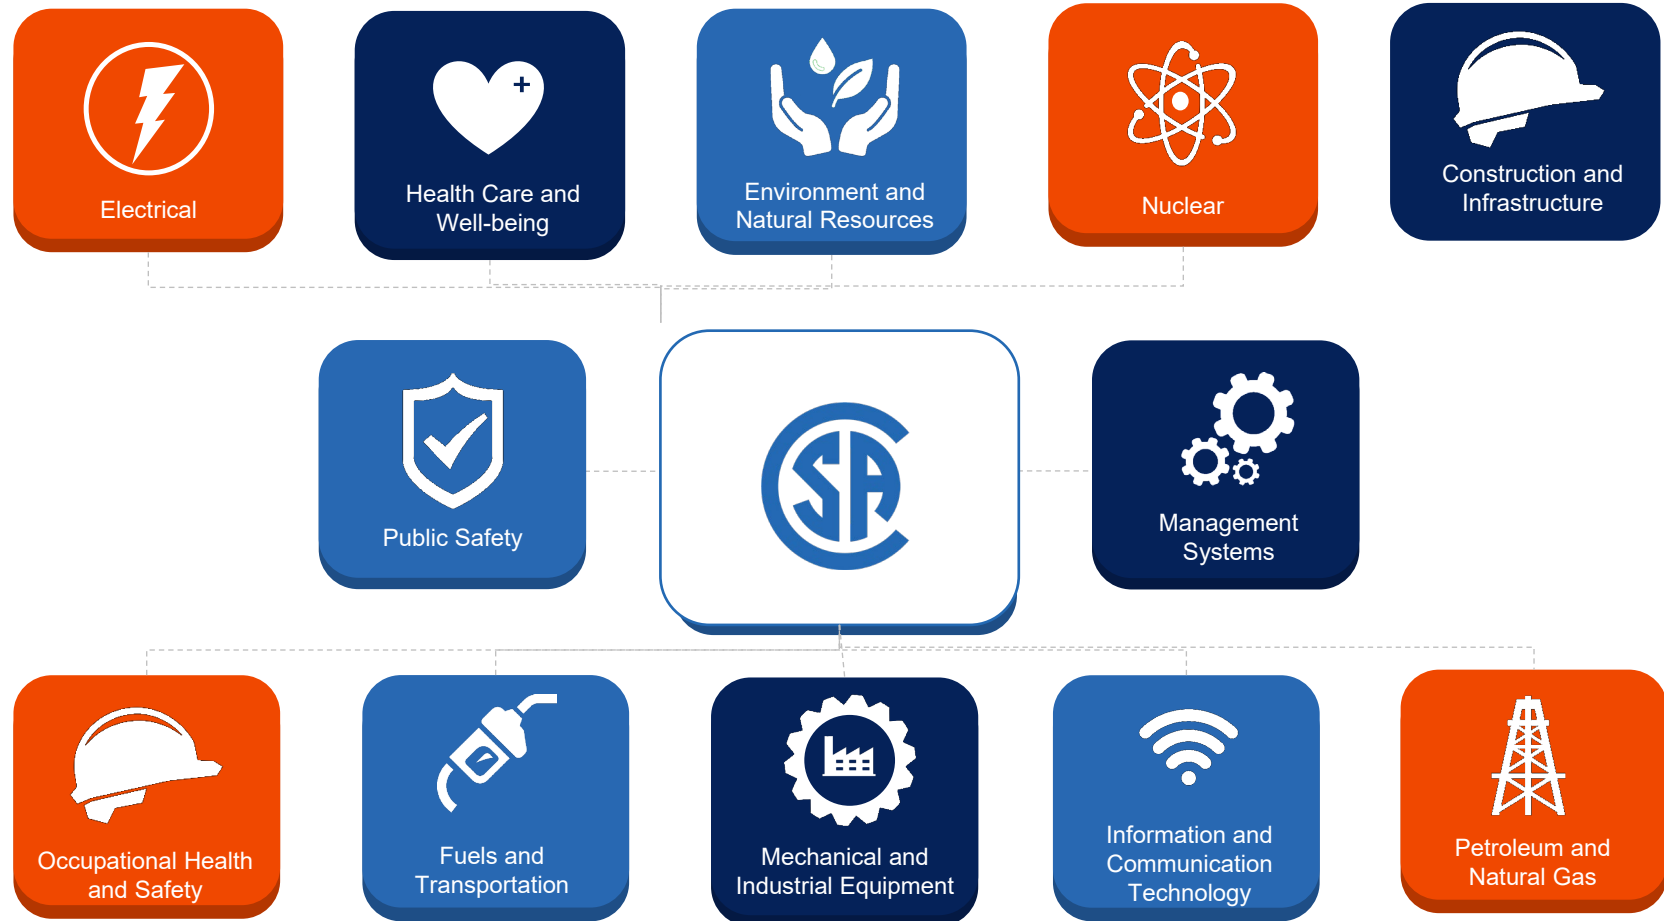 Electrical
Health Care and
Well-being
Environment and
Natural Resources
Nuclear
Construction and
Infrastructure
Public Safety
CSA
Management
Systems
Occupational Health
and Safety
Fuels and
Transportation
Mechanical and
Industrial Equipment
Information and
Communication
Technology
Petroleum and
Natural Gas